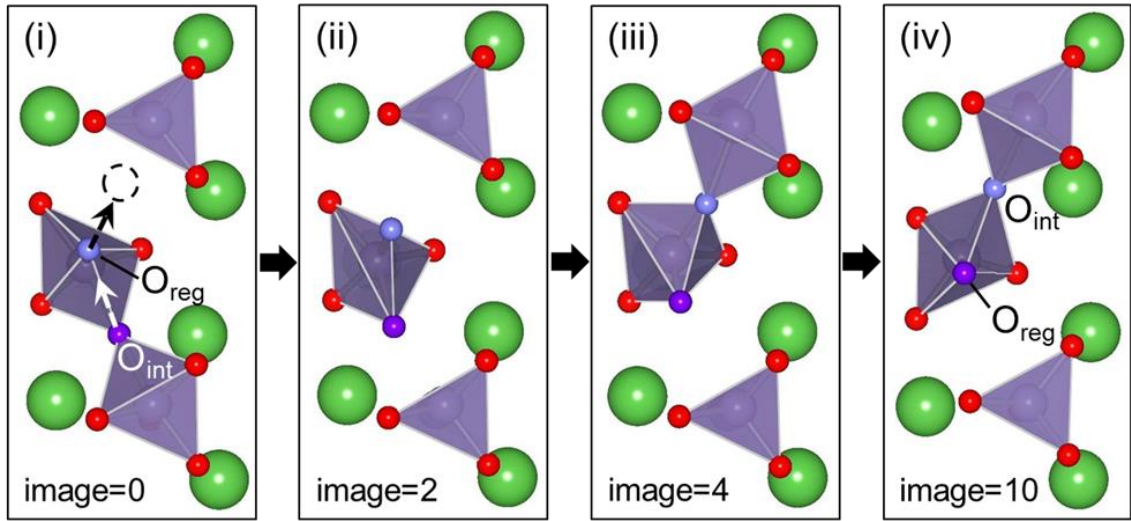 (i)
O_reg
O_int
image=0
(ii)
image=2
(iii)
image=4
(iv)
O_int
O_reg
image=10